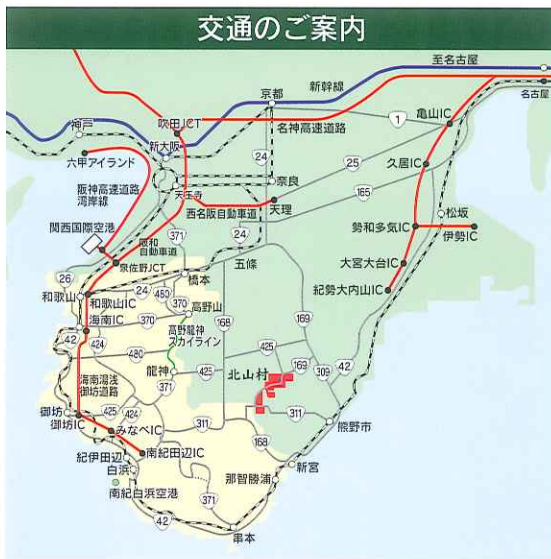 交通のご案内
至名古屋
新幹線
京都
名古屋
神戸
吹田JCT
名神高速道路
1
亀山IC
新大阪
六甲アイランド
24
奈良
25
久居IC
阪神高速道路
湾岸線
天王寺
西名阪自動車道
天理
165
松坂
関西国際空港
阪和
自動車道
371
24
勢和多気IC
伊勢IC
泉佐野JCT
五條
26
橋本
大宮大台IC
和歌山
和歌山IC
24
480
370
高野山
紀勢大内山IC
海南IC
370
168
169
42
424
高野龍神
スカイライン
480
425
42
龍神
425
北山村
169
309
海南湯浅
御坊道路
371
御坊
御坊IC
425
424
311
311
熊野市
みなべIC
168
紀伊田辺
南紀田辺IC
新宮
白浜
那智勝浦
南紀白浜空港
371
42
串本